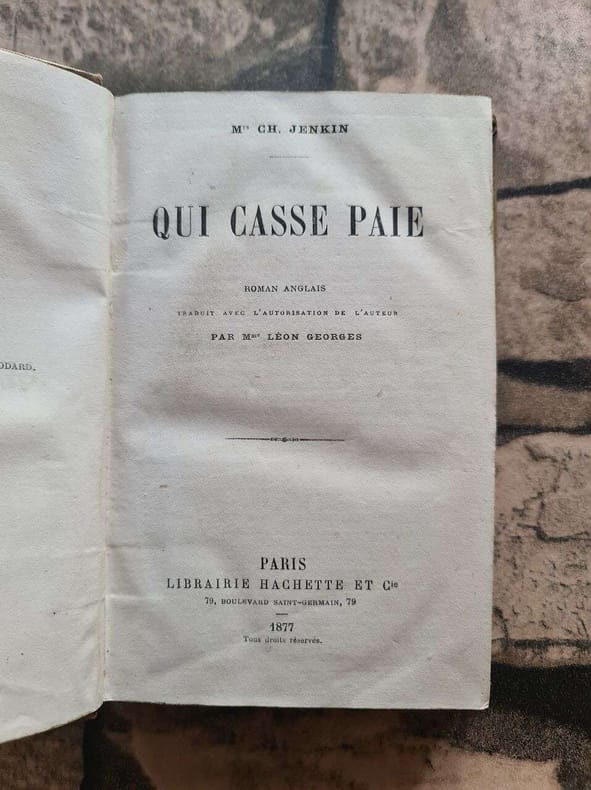 ODARD.
Mrs CH. JENKIN
QUI CASSE PAIE
ROMAN ANGLAIS
TRADUIT AVEC L'AUTORISATION DE L'AUTEUR
PAR Mme LÉON GEORGES
PARIS
LIBRAIRIE HACHETTE ET Cie
79, BOULEVARD SAINT-GERMAIN, 79
1877
Tous droits réservés.